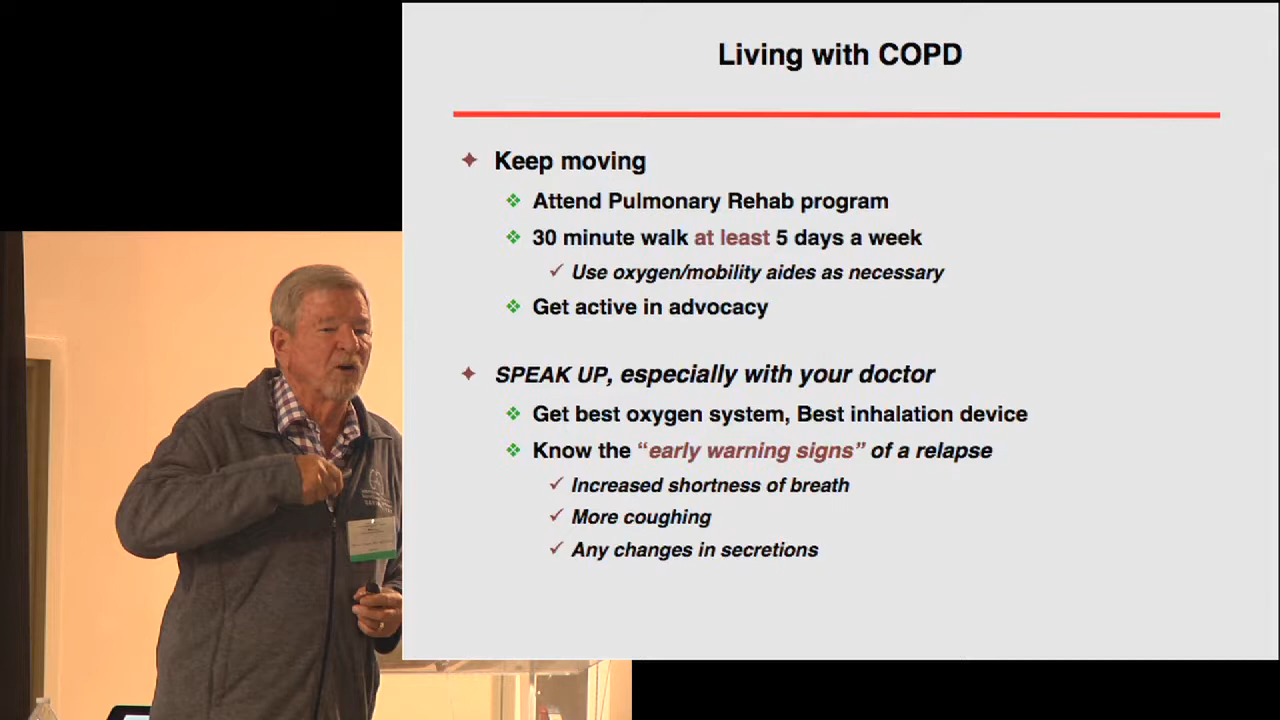 Living with COPD
Keep moving
Attend Pulmonary Rehab program
30 minute walk at least 5 days a week
Use oxygen/mobility aides as necessary
Get active in advocacy
SPEAK UP, especially with your doctor
Get best oxygen system, Best inhalation device
Know the “early warning signs” of a relapse
Increased shortness of breath
More coughing
Any changes in secretions